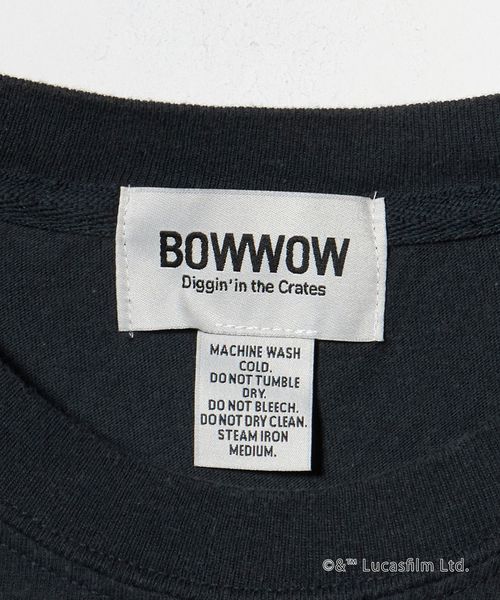 BOWWOW
Diggin' in the Crates
MACHINE WASH
COLD.
DO NOT TUMBLE
DRY.
DO NOT BLEECH.
DO NOT DRY CLEAN.
STEAM IRON
MEDIUM.
©&™ Lucasfilm Ltd.